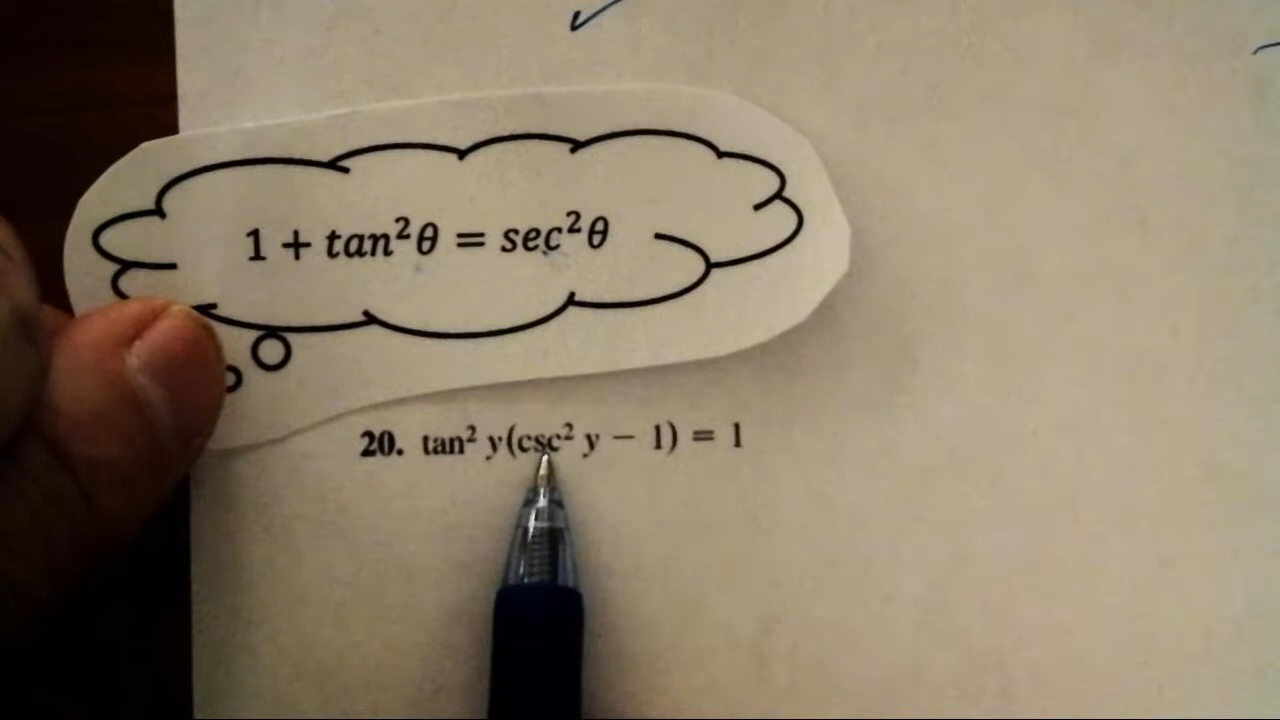 1 + tan²θ = sec²θ
20. tan² y(csc² y − 1) = 1